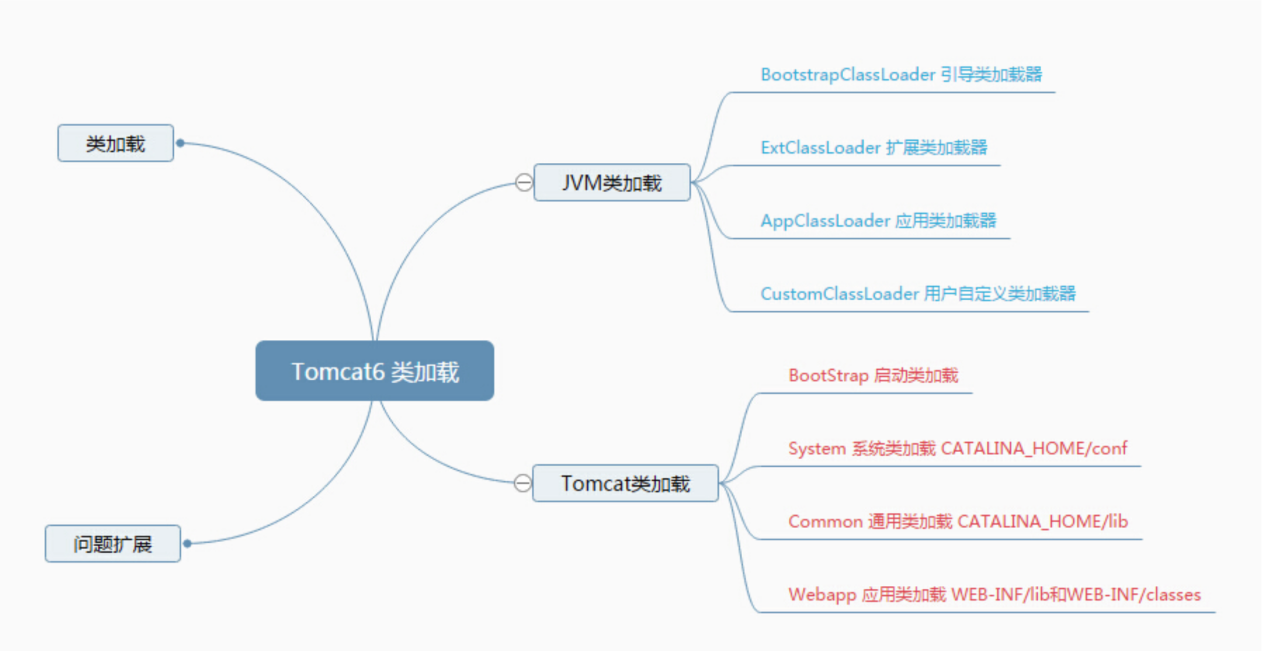 BootstrapClassLoader 引导类加载器
类加载
ExtClassLoader 扩展类加载器
JVM类加载
AppClassLoader 应用类加载器
CustomClassLoader 用户自定义类加载器
Tomcat6 类加载
BootStrap 启动类加载
System 系统类加载 CATALINA_HOME/conf
Tomcat类加载
Common 通用类加载 CATALINA_HOME/lib
问题扩展
Webapp 应用类加载 WEB-INF/lib和WEB-INF/classes